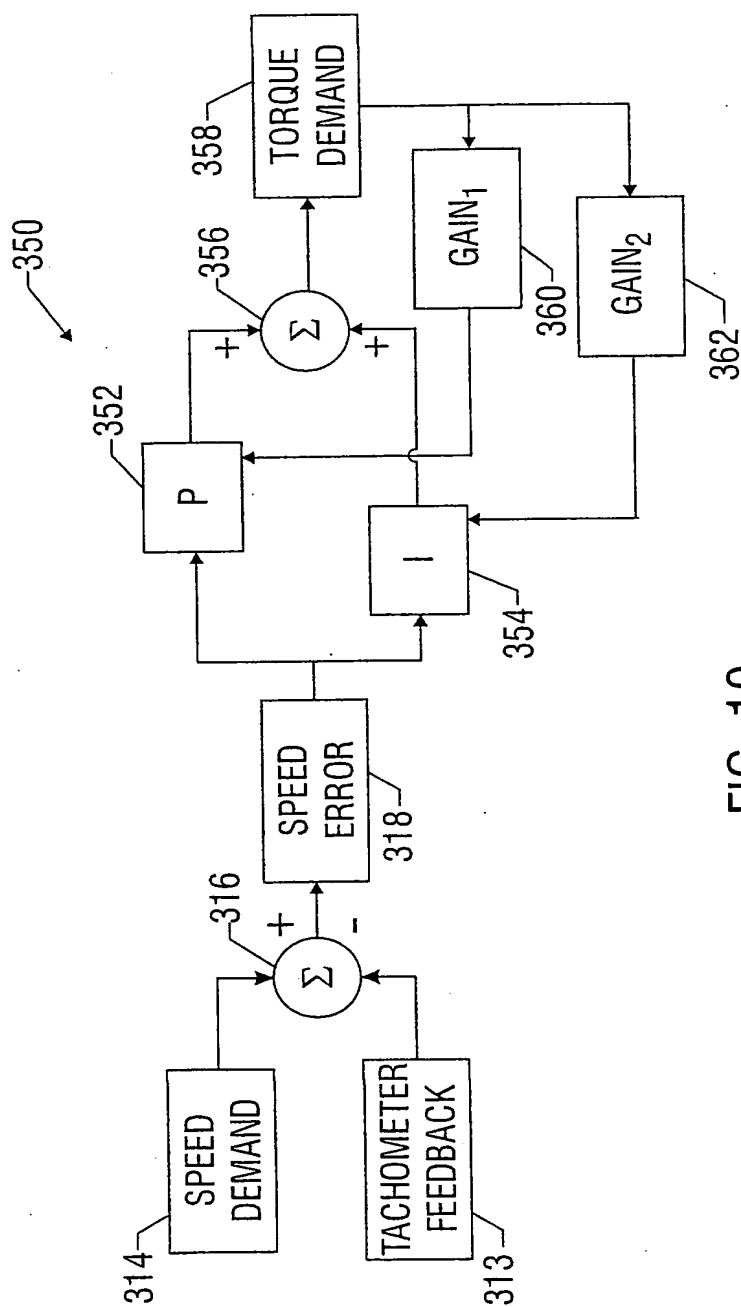 350
314
SPEED
DEMAND
316
+
-
Σ
313
TACHOMETER
FEEDBACK
SPEED
ERROR
318
352
P
I
354
+
+
356
Σ
358
TORQUE
DEMAND
GAIN₁
360
GAIN₂
362
FIG.